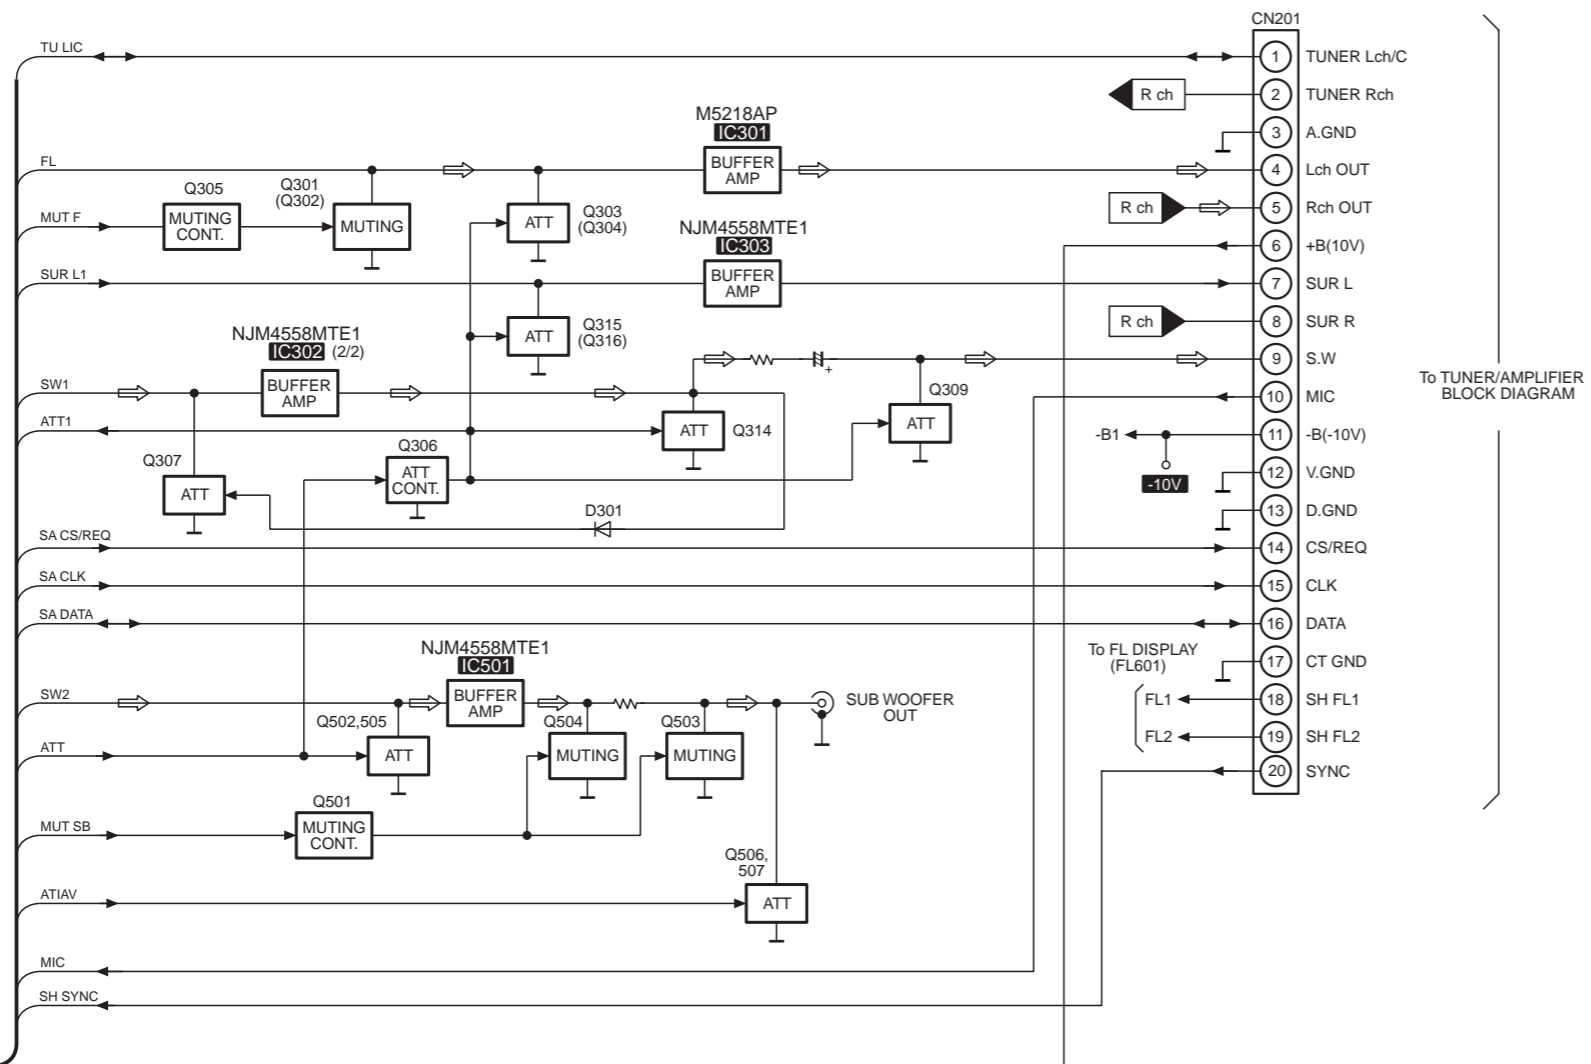 CN201
TU LIC
1 TUNER Lch/C
R ch
2 TUNER Rch
3 A.GND
M5218AP
IC301
BUFFER
AMP
FL
4 Lch OUT
Q305
Q301
(Q302)
MUT F
MUTING
CONT.
MUTING
ATT
Q303
(Q304)
R ch
5 Rch OUT
NJM4558MTE1
IC303
BUFFER
AMP
6 +B(10V)
SUR L1
7 SUR L
ATT
Q315
(Q316)
R ch
8 SUR R
NJM4558MTE1
IC302 (2/2)
BUFFER
AMP
+
9 S.W
SW1
Q309
ATT
10 MIC
To TUNER/AMPLIFIER
BLOCK DIAGRAM
ATT1
ATT
Q314
-B1
11 -B(-10V)
Q307
ATT
Q306
ATT
CONT.
-10V
12 V.GND
D301
13 D.GND
SA CS/REQ
14 CS/REQ
SA CLK
15 CLK
SA DATA
16 DATA
NJM4558MTE1
IC501
BUFFER
AMP
To FL DISPLAY
(FL601)
17 CT GND
SW2
SUB WOOFER
OUT
FL1
18 SH FL1
Q502,505
Q504
Q503
FL2
19 SH FL2
ATT
ATT
MUTING
MUTING
20 SYNC
Q501
MUT SB
MUTING
CONT.
Q506,
507
ATIAV
ATT
MIC
SH SYNC